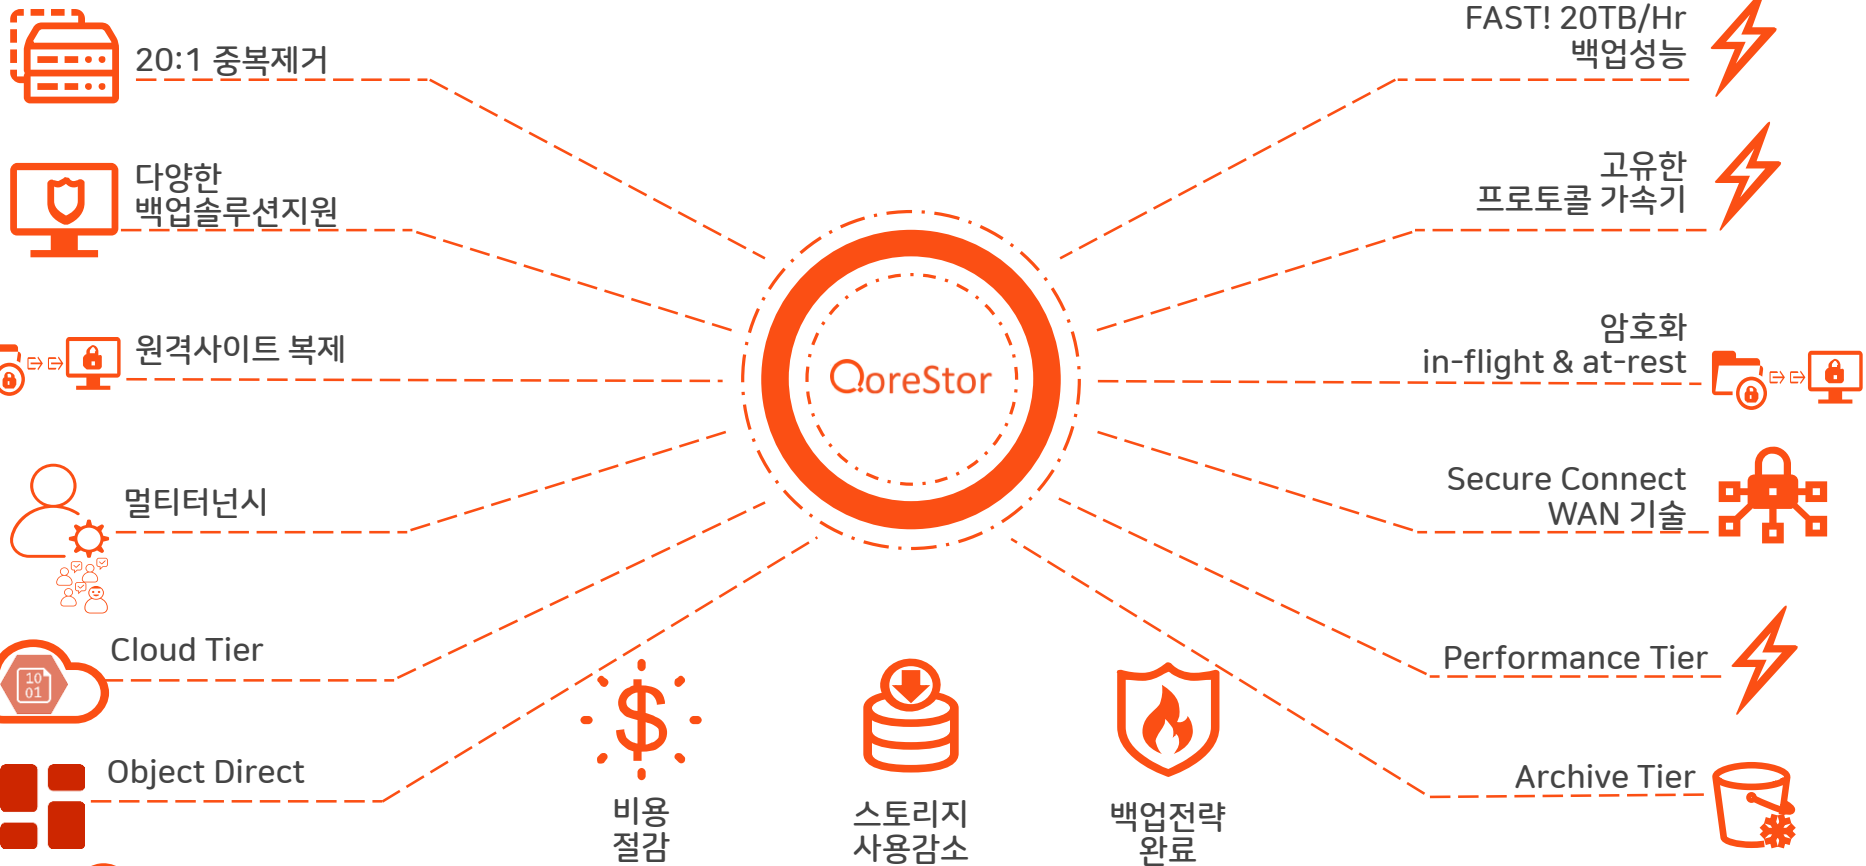 20:1 중복제거
다양한
백업솔루션지원
원격사이트 복제
멀티터넌시
Cloud Tier
10
01
Object Direct
QoreStor
FAST! 20TB/Hr
백업성능
고유한
프로토콜 가속기
암호화
in-flight & at-rest
Secure Connect
WAN 기술
Performance Tier
Archive Tier
$
비용
절감
스토리지
사용감소
백업전략
완료